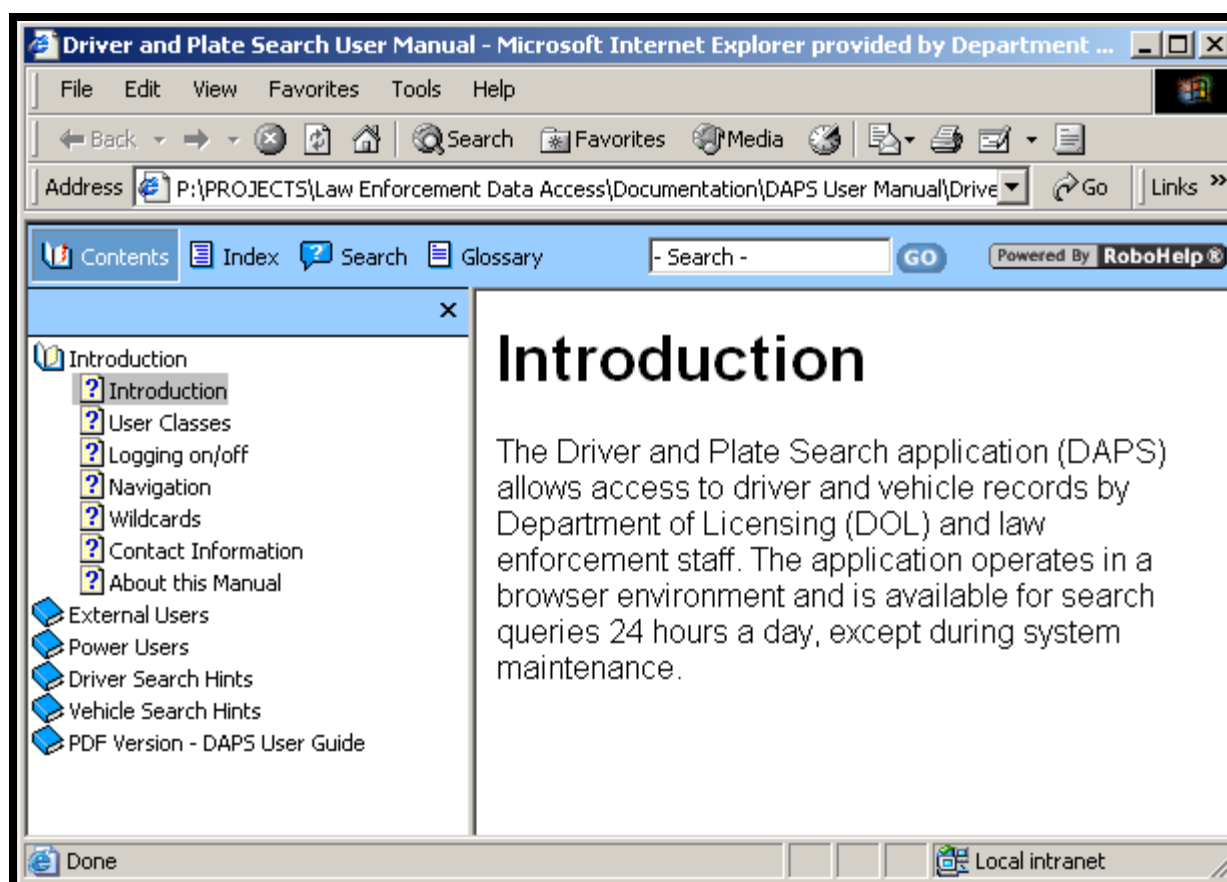 Driver and Plate Search User Manual - Microsoft Internet Explorer provided by Department ...
File Edit View Favorites Tools Help
Back Search Favorites Media
Address P:\PROJECTS\Law Enforcement Data Access\Documentation\DAPS User Manual\Drive Go Links »
Contents Index Search Glossary - Search - GO Powered By RoboHelp ®
Introduction
Introduction
User Classes
Logging on/off
Navigation
Wildcards
Contact Information
About this Manual
External Users
Power Users
Driver Search Hints
Vehicle Search Hints
PDF Version - DAPS User Guide
Introduction
The Driver and Plate Search application (DAPS)
allows access to driver and vehicle records by
Department of Licensing (DOL) and law
enforcement staff. The application operates in a
browser environment and is available for search
queries 24 hours a day, except during system
maintenance.
Done Local intranet